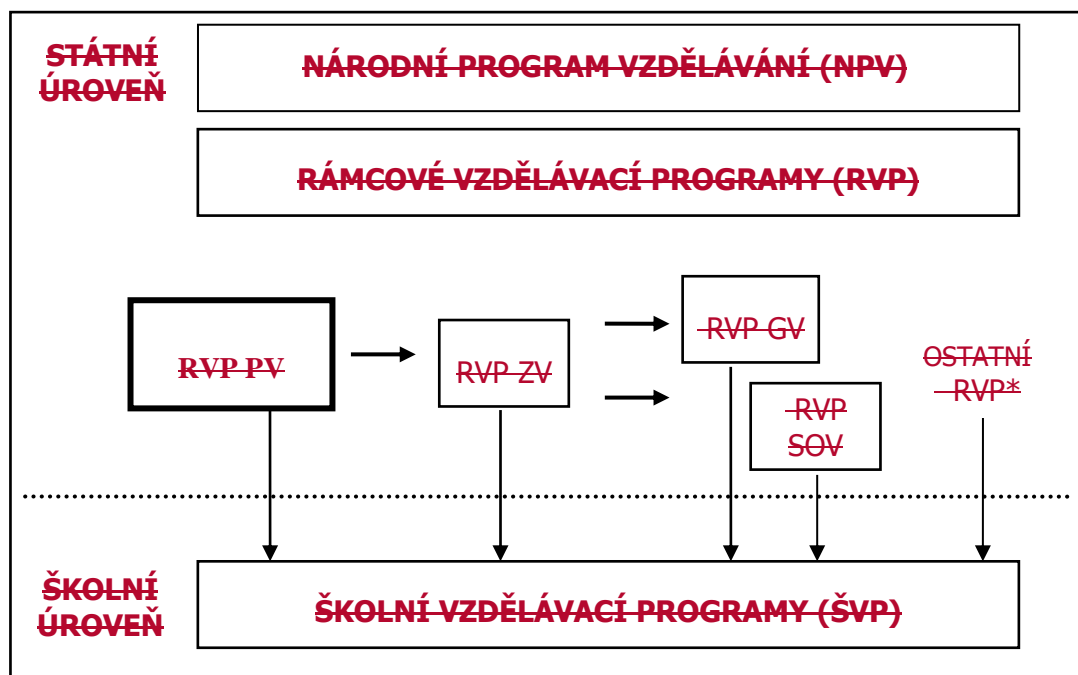 STÁTNÍ
ÚROVEŇ
NÁRODNÍ PROGRAM VZDĚLÁVÁNÍ (NPV)
RÁMCOVÉ VZDĚLÁVACÍ PROGRAMY (RVP)
RVP PV
RVP ZV
RVP GV
RVP
SOV
OSTATNÍ
RVP*
ŠKOLNÍ
ÚROVEŇ
ŠKOLNÍ VZDĚLÁVACÍ PROGRAMY (ŠVP)